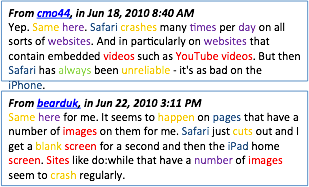 From cmo44, in Jun 18, 2010 8:40 AM
Yep. Same here. Safari crashes many times per day on all
sorts of websites. And in particularly on websites that
contain embedded videos such as YouTube videos. But then
Safari has always been unreliable - it's as bad on the
iPhone.
From bearduk, in Jun 22, 2010 3:11 PM
Same here for me. It seems to happen on pages that have a
number of images on them for me. Safari just cuts out and I
get a blank screen for a second and then the iPad home
screen. Sites like do:while that have a number of images
seem to crash regularly.